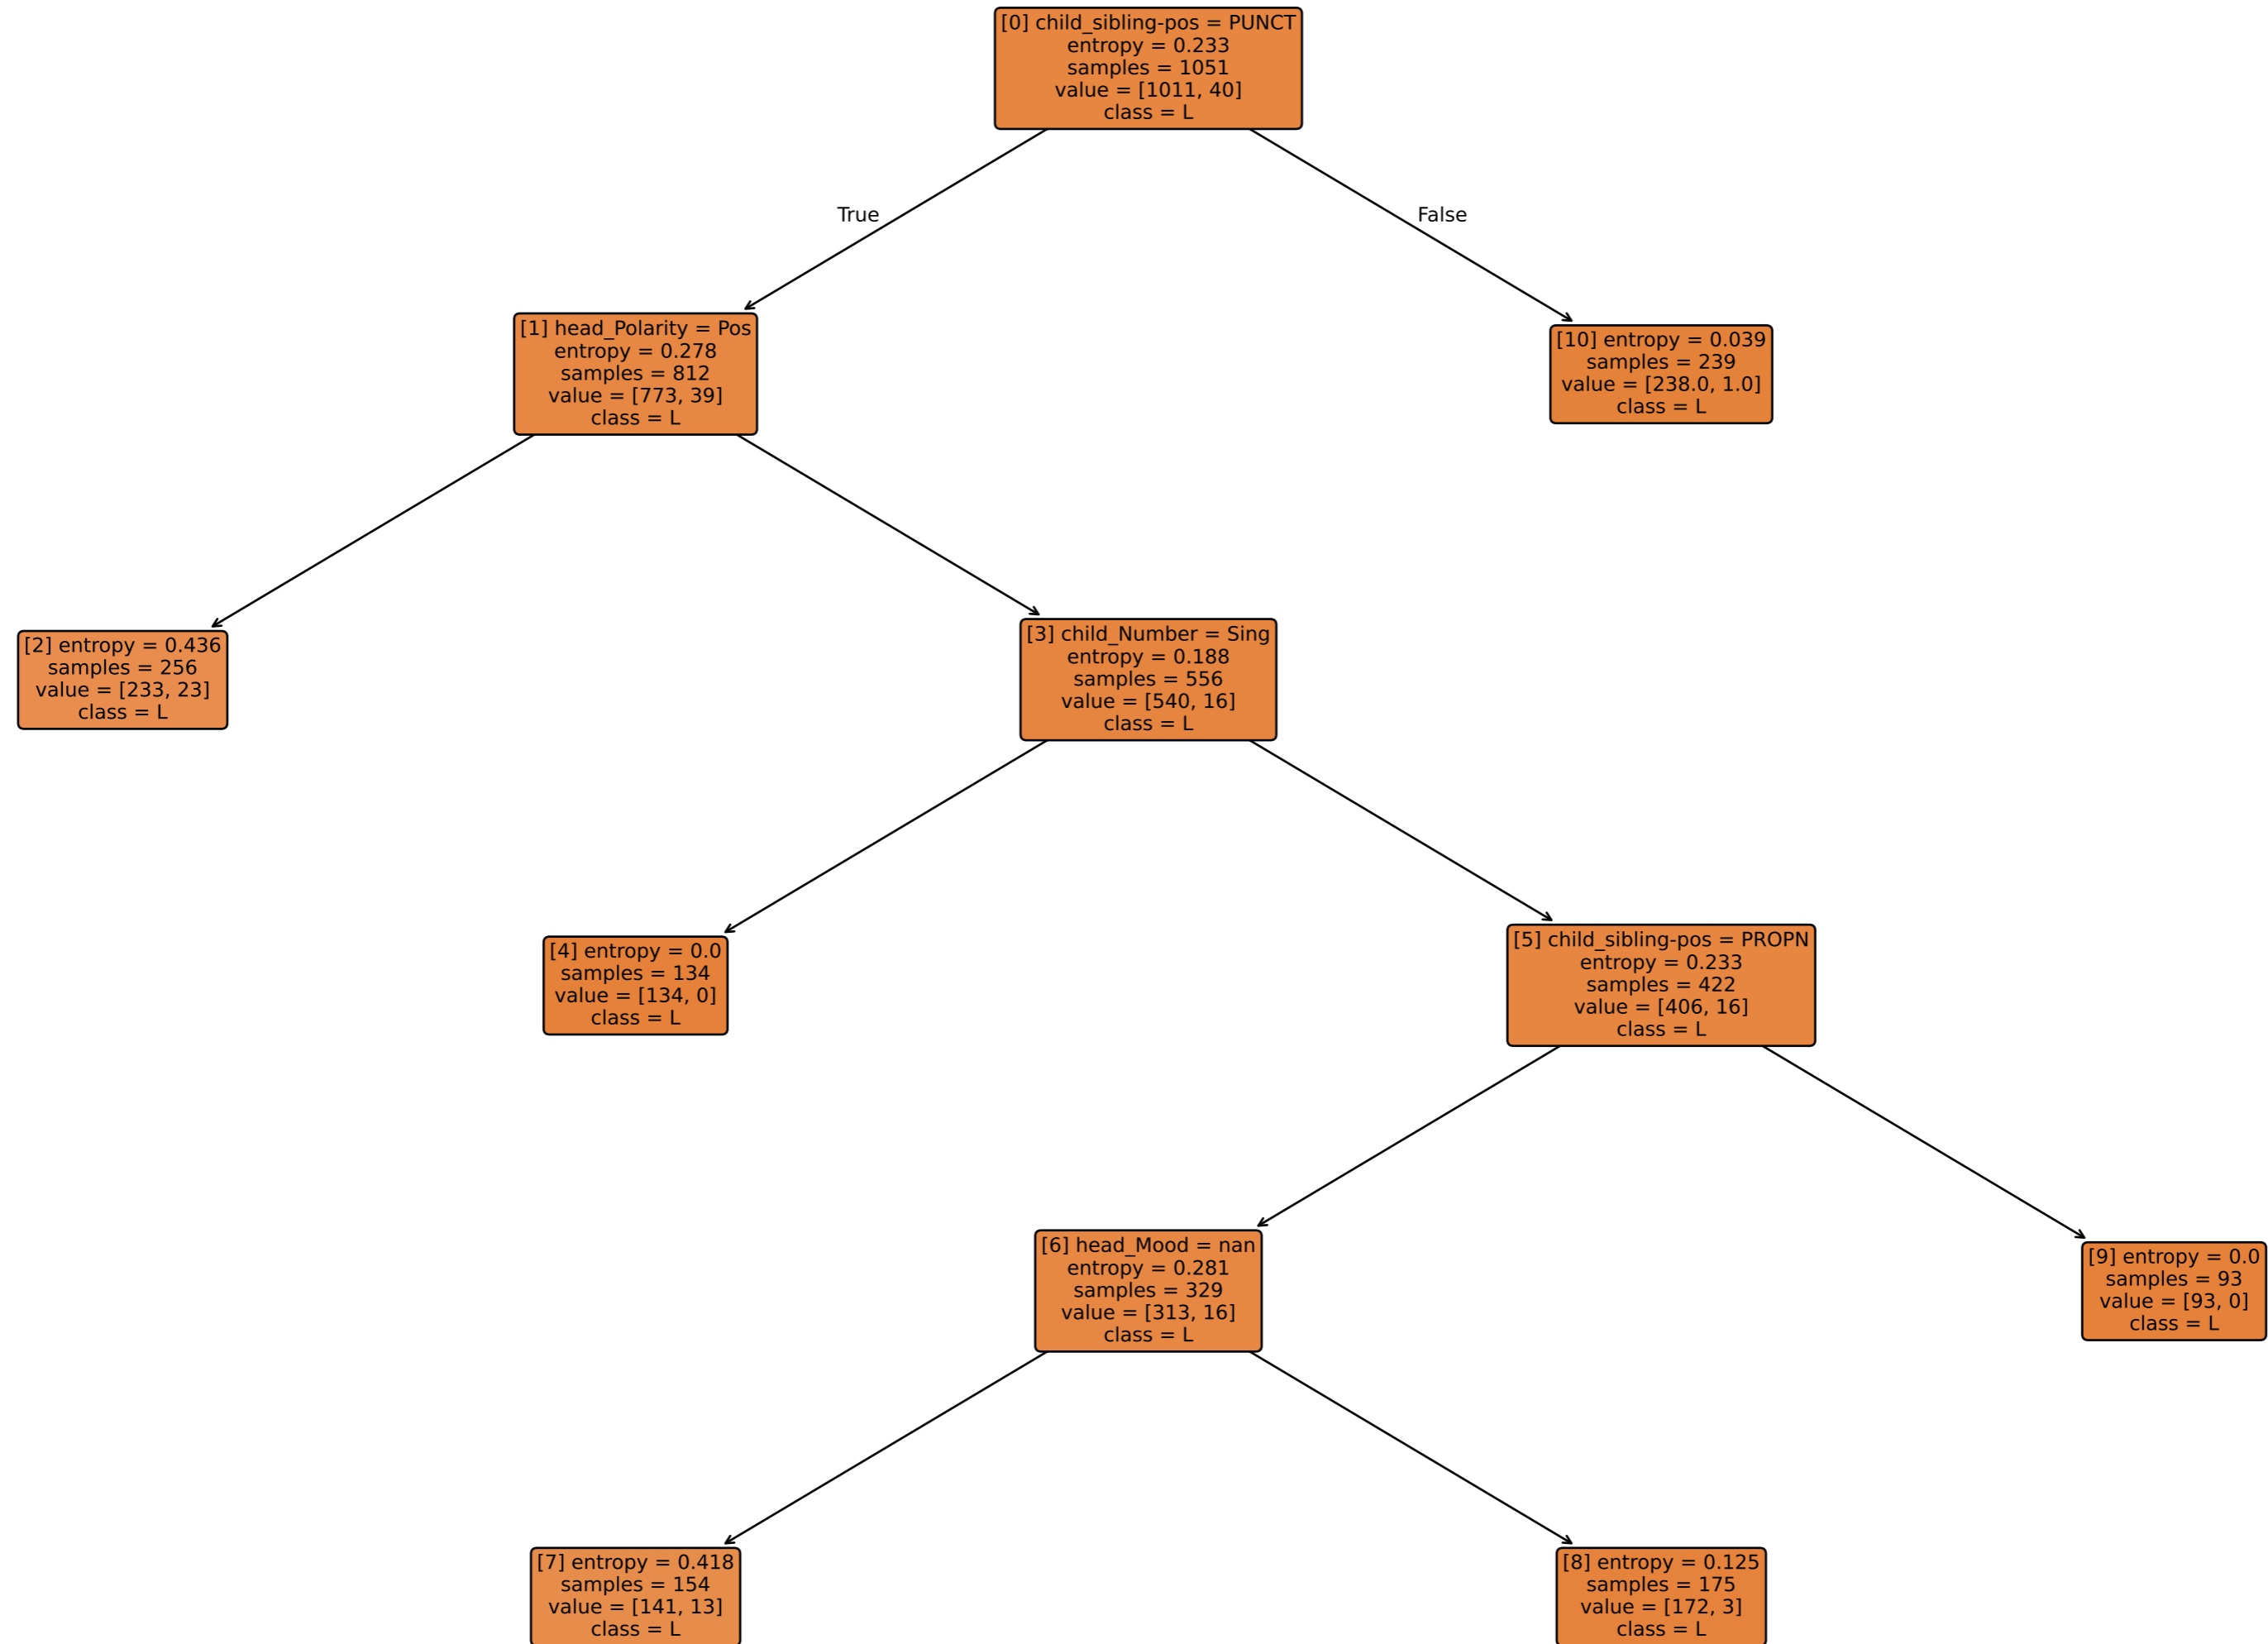 [0] child_sibling-pos = PUNCT
entropy = 0.233
samples = 1051
value = [1011, 40]
class = L
True
False
[1] head_Polarity = Pos
entropy = 0.278
samples = 812
value = [773, 39]
class = L
[10] entropy = 0.039
samples = 239
value = [238.0, 1.0]
class = L
[2] entropy = 0.436
samples = 256
value = [233, 23]
class = L
[3] child_Number = Sing
entropy = 0.188
samples = 556
value = [540, 16]
class = L
[4] entropy = 0.0
samples = 134
value = [134, 0]
class = L
[5] child_sibling-pos = PROPN
entropy = 0.233
samples = 422
value = [406, 16]
class = L
[6] head_Mood = nan
entropy = 0.281
samples = 329
value = [313, 16]
class = L
[9] entropy = 0.0
samples = 93
value = [93, 0]
class = L
[7] entropy = 0.418
samples = 154
value = [141, 13]
class = L
[8] entropy = 0.125
samples = 175
value = [172, 3]
class = L